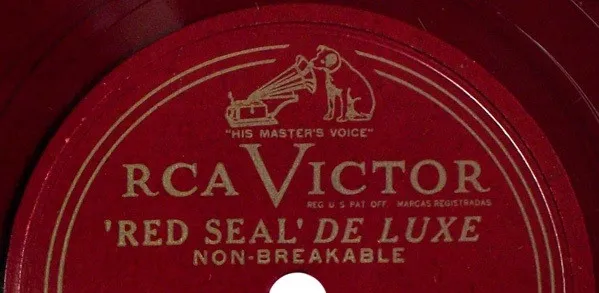 "HIS MASTER'S VOICE"
RCA VICTOR
REG U S PAT OFF. MARCAS REGISTRADAS
'RED SEAL' DE LUXE
NON-BREAKABLE